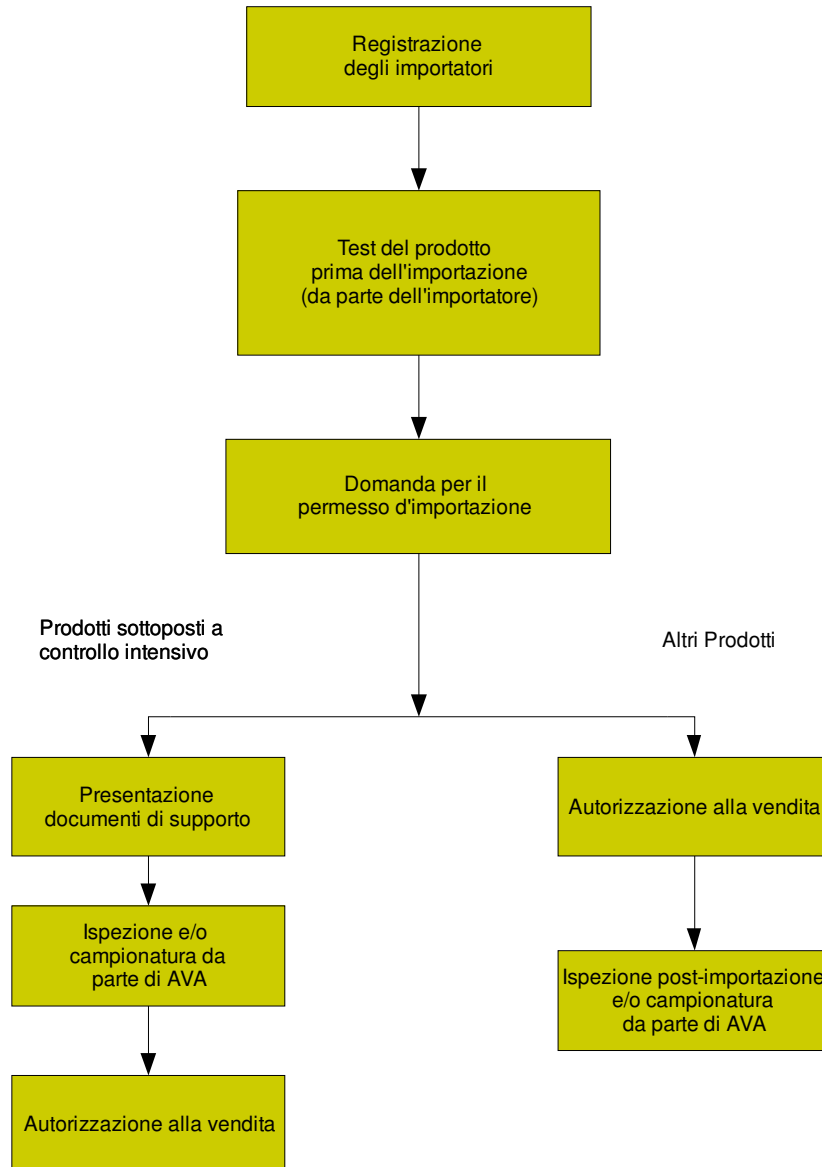 Registrazione
degli importatori
Test del prodotto
prima dell'importazione
(da parte dell'importatore)
Domanda per il
permesso d'importazione
Prodotti sottoposti a
controllo intensivo
Altri Prodotti
Presentazione
documenti di supporto
Autorizzazione alla vendita
Ispezione e/o
campionatura da
parte di AVA
Ispezione post-importazione
e/o campionatura
da parte di AVA
Autorizzazione alla vendita